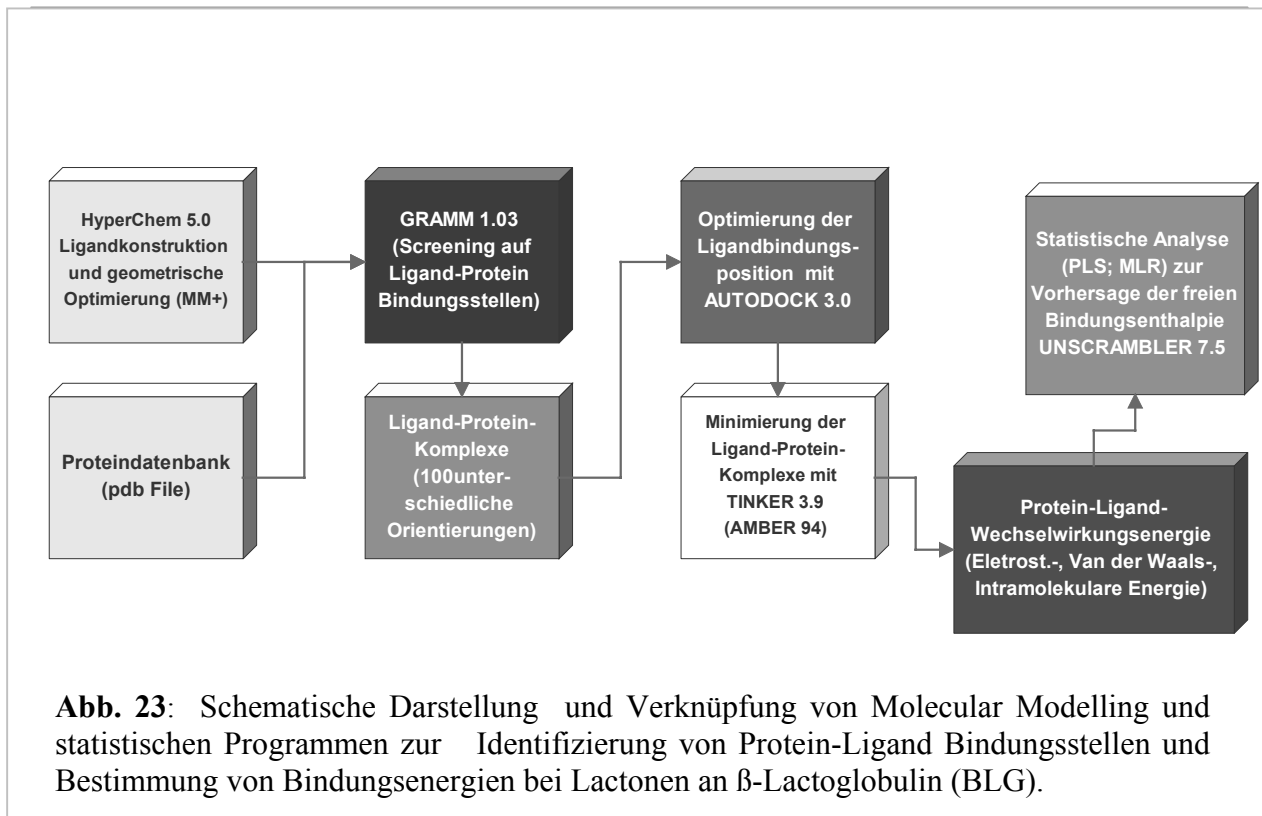 HyperChem 5.0
Ligandkonstruktion
und geometrische
Optimierung (MM+)
Proteindatenbank
(pdb File)
GRAMM 1.03
(Screening auf
Ligand-Protein
Bindungsstellen)
Ligand-Protein-
Komplexe
(100unter-
schiedliche
Orientierungen)
Optimierung der
Ligandbindungs-
position mit
AUTODOCK 3.0
Minimierung der
Ligand-Protein-
Komplexe mit
TINKER 3.9
(AMBER 94)
Protein-Ligand-
Wechselwirkungsenergie
(Eletrost.-, Van der Waals-,
Intramolekulare Energie)
Statistische Analyse
(PLS; MLR) zur
Vorhersage der freien
Bindungsenthalpie
UNSCRAMBLER 7.5
Abb. 23: Schematische Darstellung und Verknüpfung von Molecular Modelling und
statistischen Programmen zur Identifizierung von Protein-Ligand Bindungsstellen und
Bestimmung von Bindungsenergien bei Lactonen an ß-Lactoglobulin (BLG).